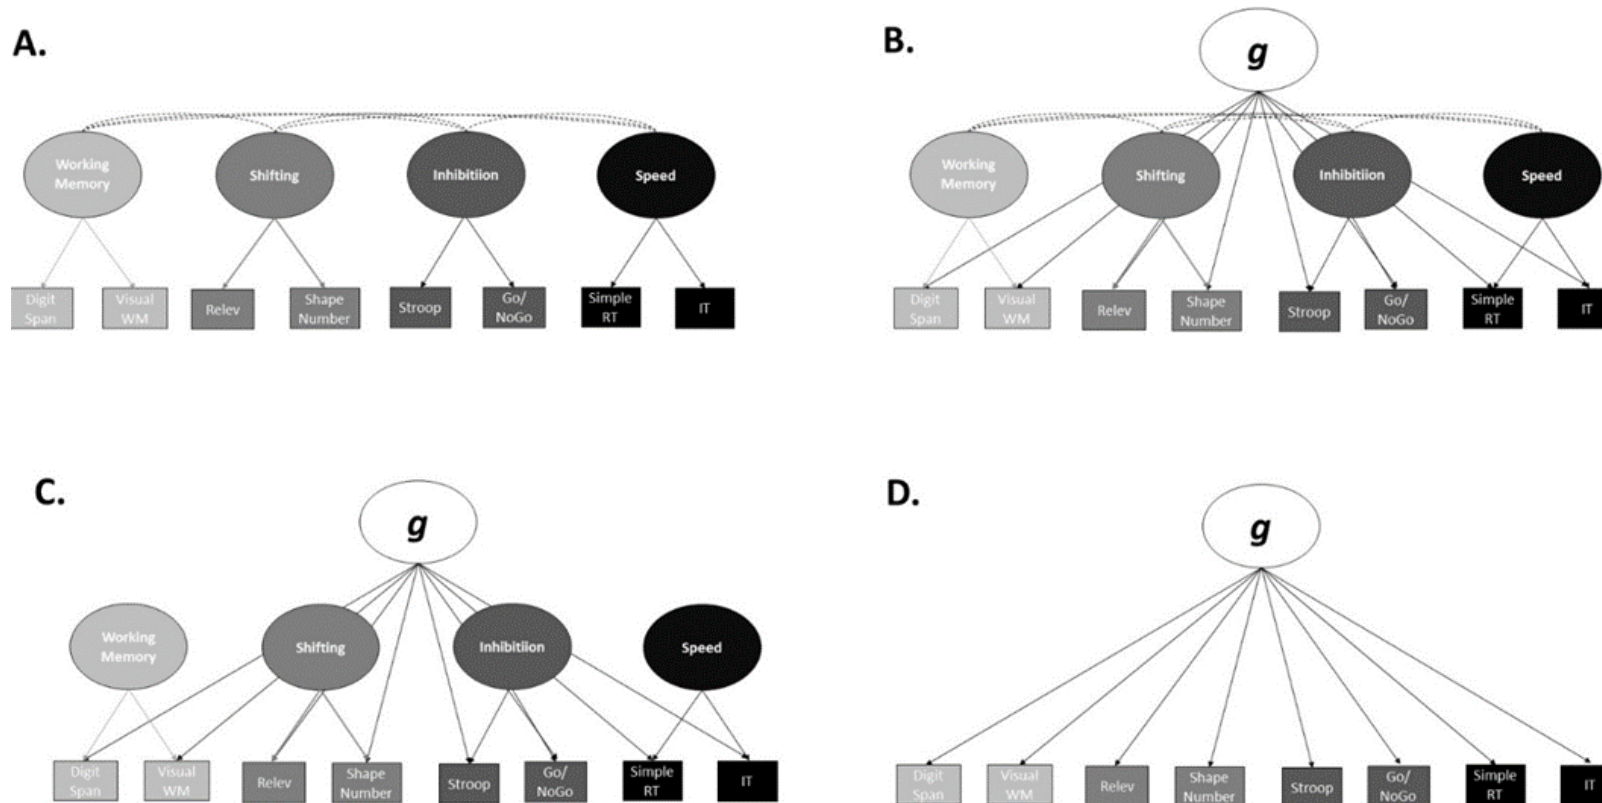 A.
Working
Memory
Shifting
Inhibitiion
Speed
Digit
Span
Visual
WM
Relev
Shape
Number
Stroop
Go/
NoGo
Simple
RT
IT
B.
g
Working
Memory
Shifting
Inhibitiion
Speed
Digit
Span
Visual
WM
Relev
Shape
Number
Stroop
Go/
NoGo
Simple
RT
IT
C.
g
Working
Memory
Shifting
Inhibitiion
Speed
Digit
Span
Visual
WM
Relev
Shape
Number
Stroop
Go/
NoGo
Simple
RT
IT
D.
g
Digit
Span
Visual
WM
Relev
Shape
Number
Stroop
Go/
NoGo
Simple
RT
IT